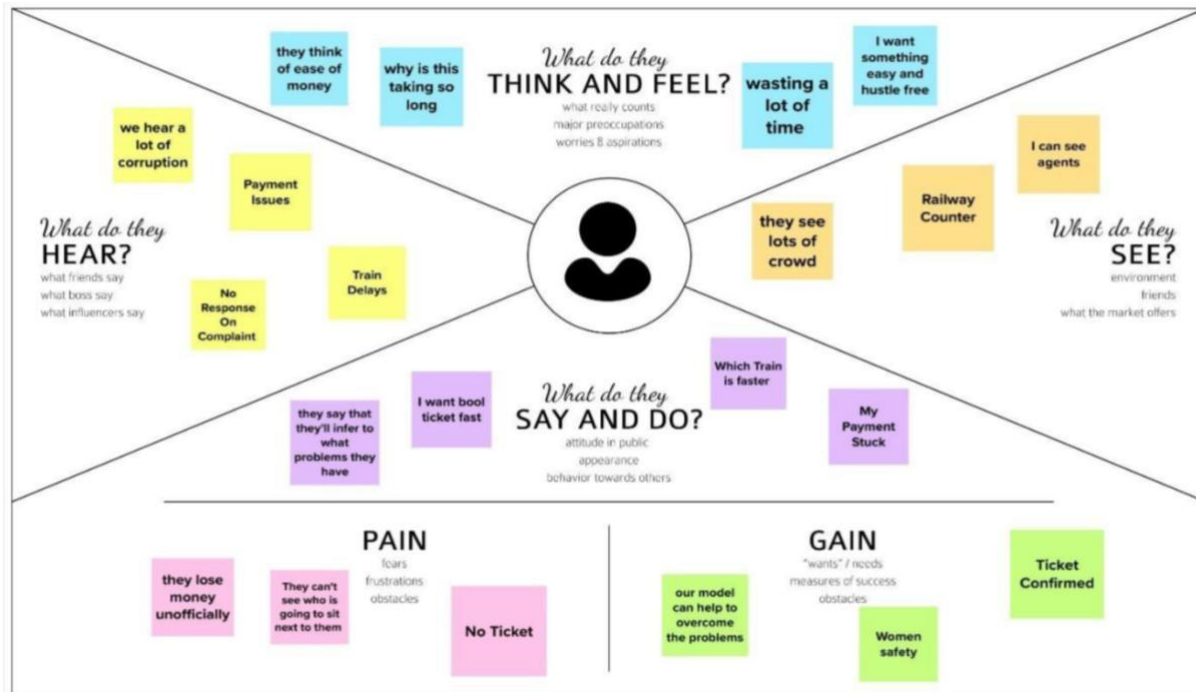 What do they
THINK AND FEEL?
what really counts
major preoccupations
worries & aspirations
they think
of ease of
money
why is this
taking so
long
wasting a
lot of
time
I want
something
easy and
hustle free
What do they
HEAR?
what friends say
what boss say
what influencers say
we hear a
lot of
corruption
Payment
Issues
Train
Delays
No
Response
On
Complaint
What do they
SEE?
environment
friends
what the market offers
they see
lots of
crowd
Railway
Counter
I can see
agents
What do they
SAY AND DO?
attitude in public
appearance
behavior towards others
they say that
they'll infer to
what
problems they
have
I want bool
ticket fast
Which Train
is faster
My
Payment
Stuck
PAIN
fears
frustrations
obstacles
they lose
money
unofficially
They can't
see who is
going to sit
next to them
No Ticket
GAIN
"wants" / needs
measures of success
obstacles
our model
can help to
overcome
the problems
Women
safety
Ticket
Confirmed